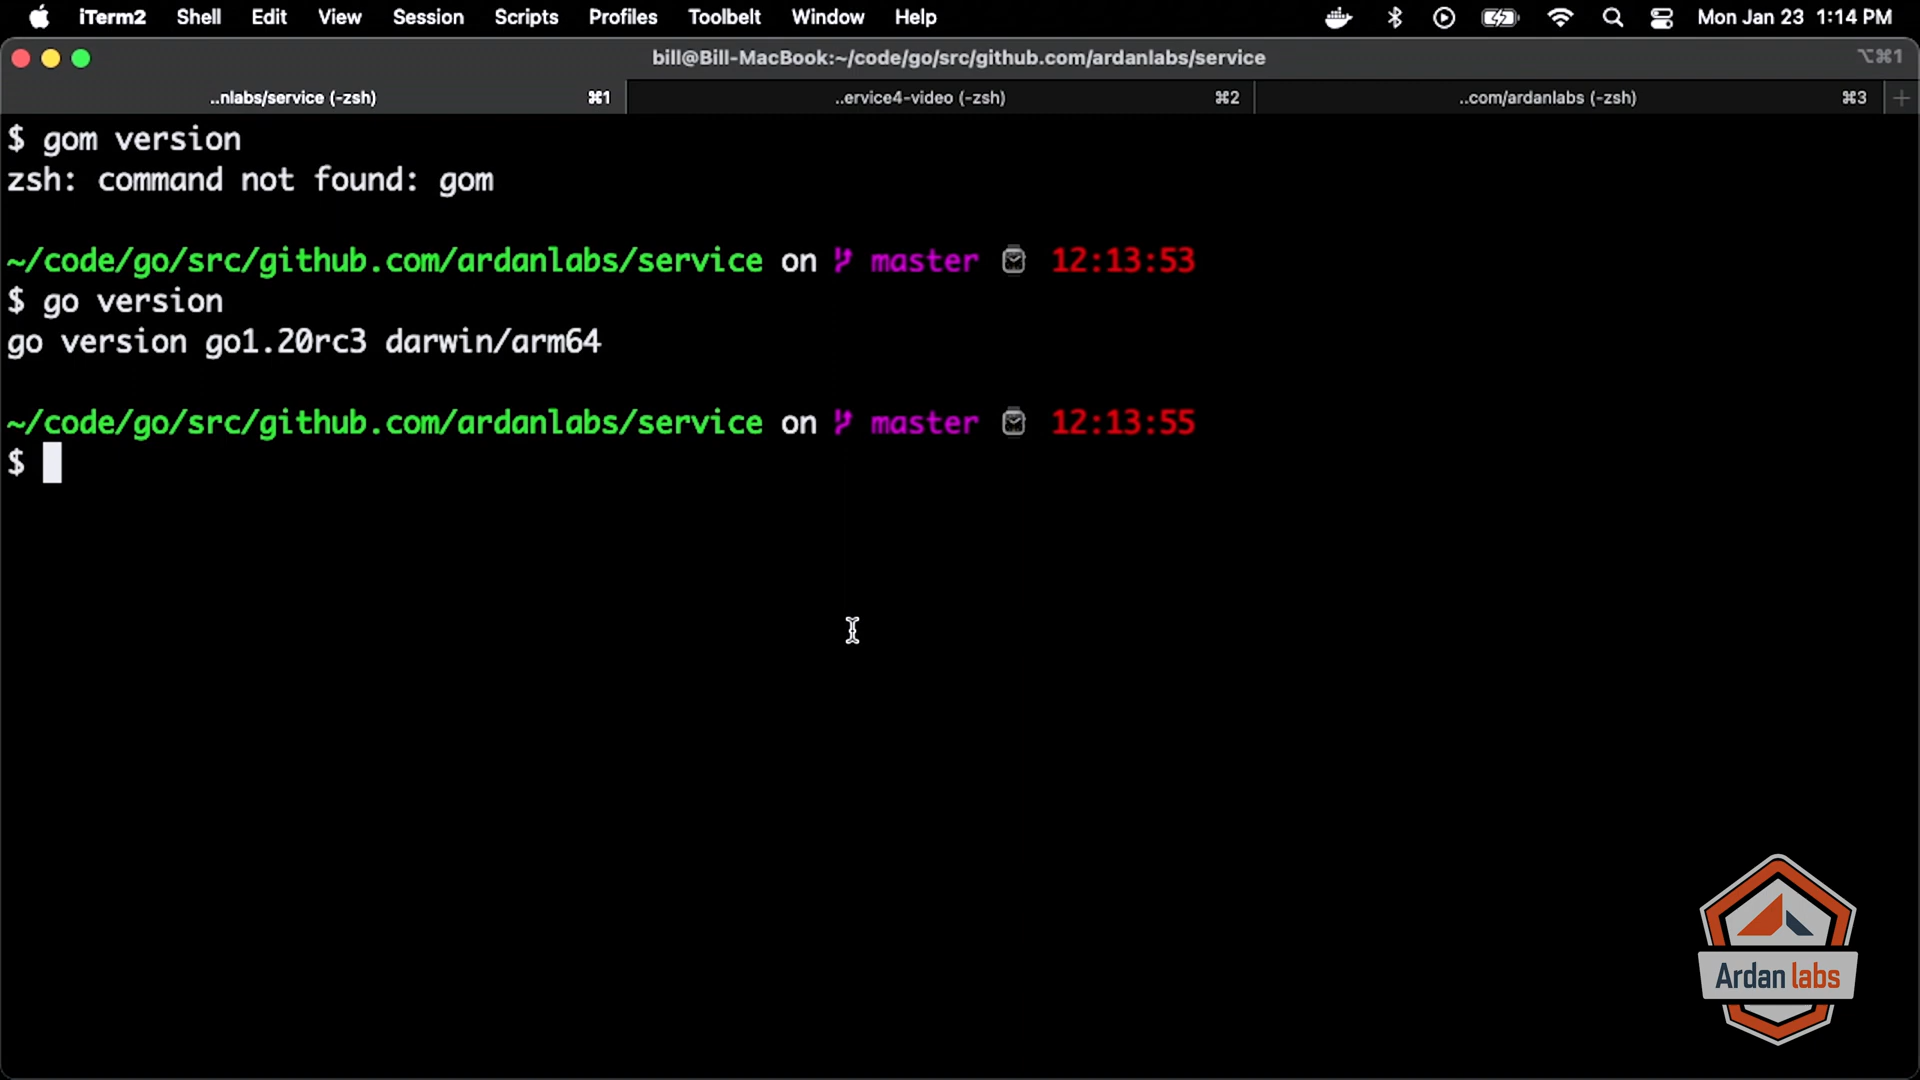 iTerm2 Shell Edit View Session Scripts Profiles Toolbelt Window Help Mon Jan 23 1:14 PM
bill@Bill-MacBook:~/code/go/src/github.com/ardanlabs/service ⌥⌘1
..nlabs/service (-zsh) ⌘1 ..ervice4-video (-zsh) ⌘2 ..com/ardanlabs (-zsh) ⌘3 +
$ gom version
zsh: command not found: gom
~/code/go/src/github.com/ardanlabs/service on master 12:13:53
$ go version
go version go1.20rc3 darwin/arm64
~/code/go/src/github.com/ardanlabs/service on master 12:13:55
$
Ardan labs